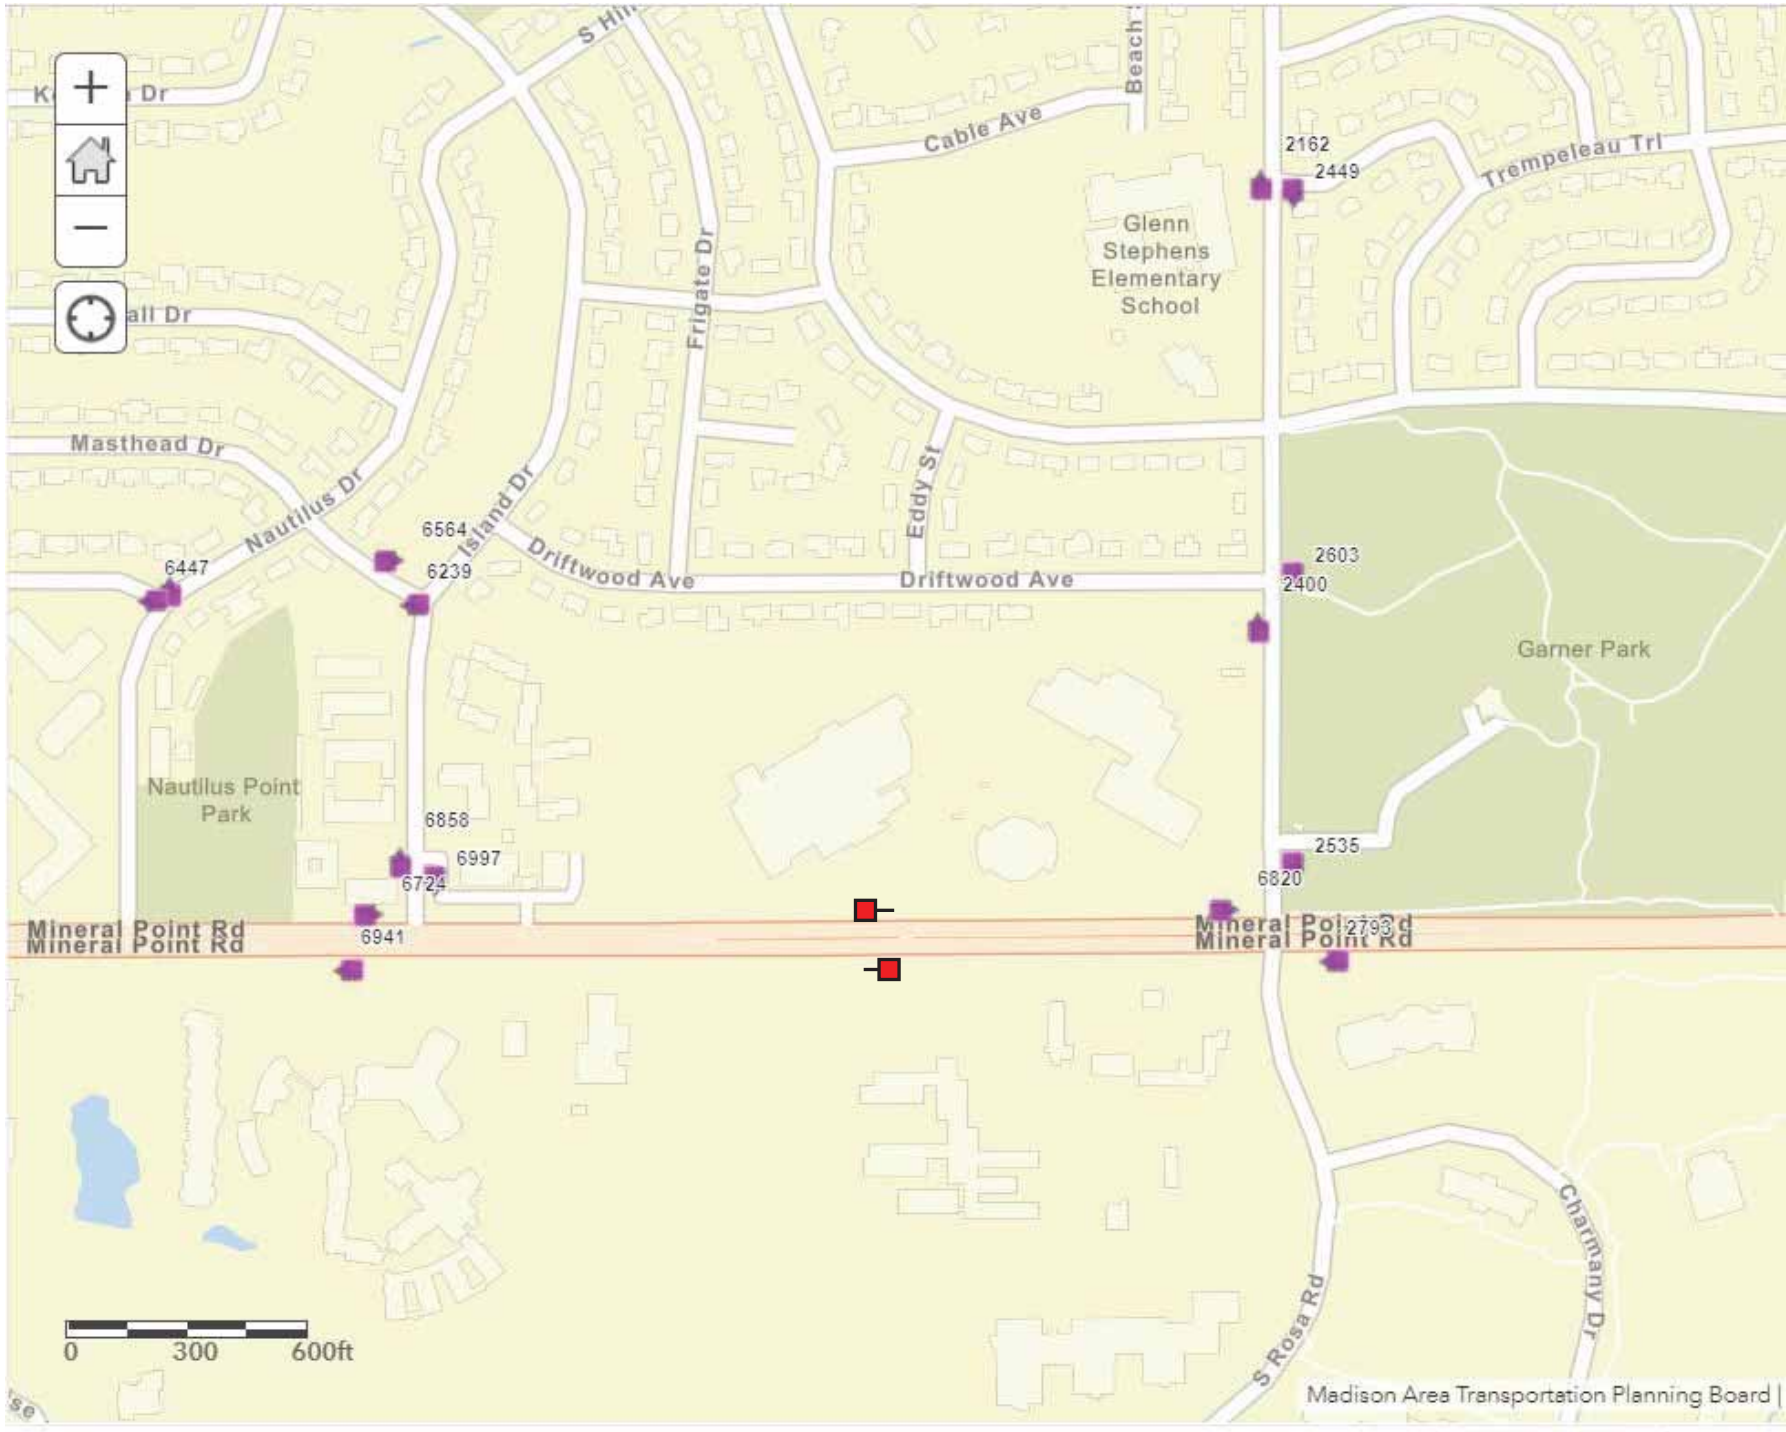 S Hill
Beach
Dr
Cable Ave
2162
2449
Trempeleau Trl
Glenn
Stephens
Elementary
School
Frigate Dr
all Dr
Masthead Dr
Nautilus Dr
Island Dr
Eddy St
6564
6447
6239
Driftwood Ave
Driftwood Ave
2603
2400
Garner Park
Nautilus Point
Park
6858
6997
6724
2535
6820
Mineral Point Rd
Mineral Point Rd
6941
Mineral Point Rd
Mineral Point Rd
2793
Charmany Dr
S Rosa Rd
0 300 600ft
se
Madison Area Transportation Planning Board |